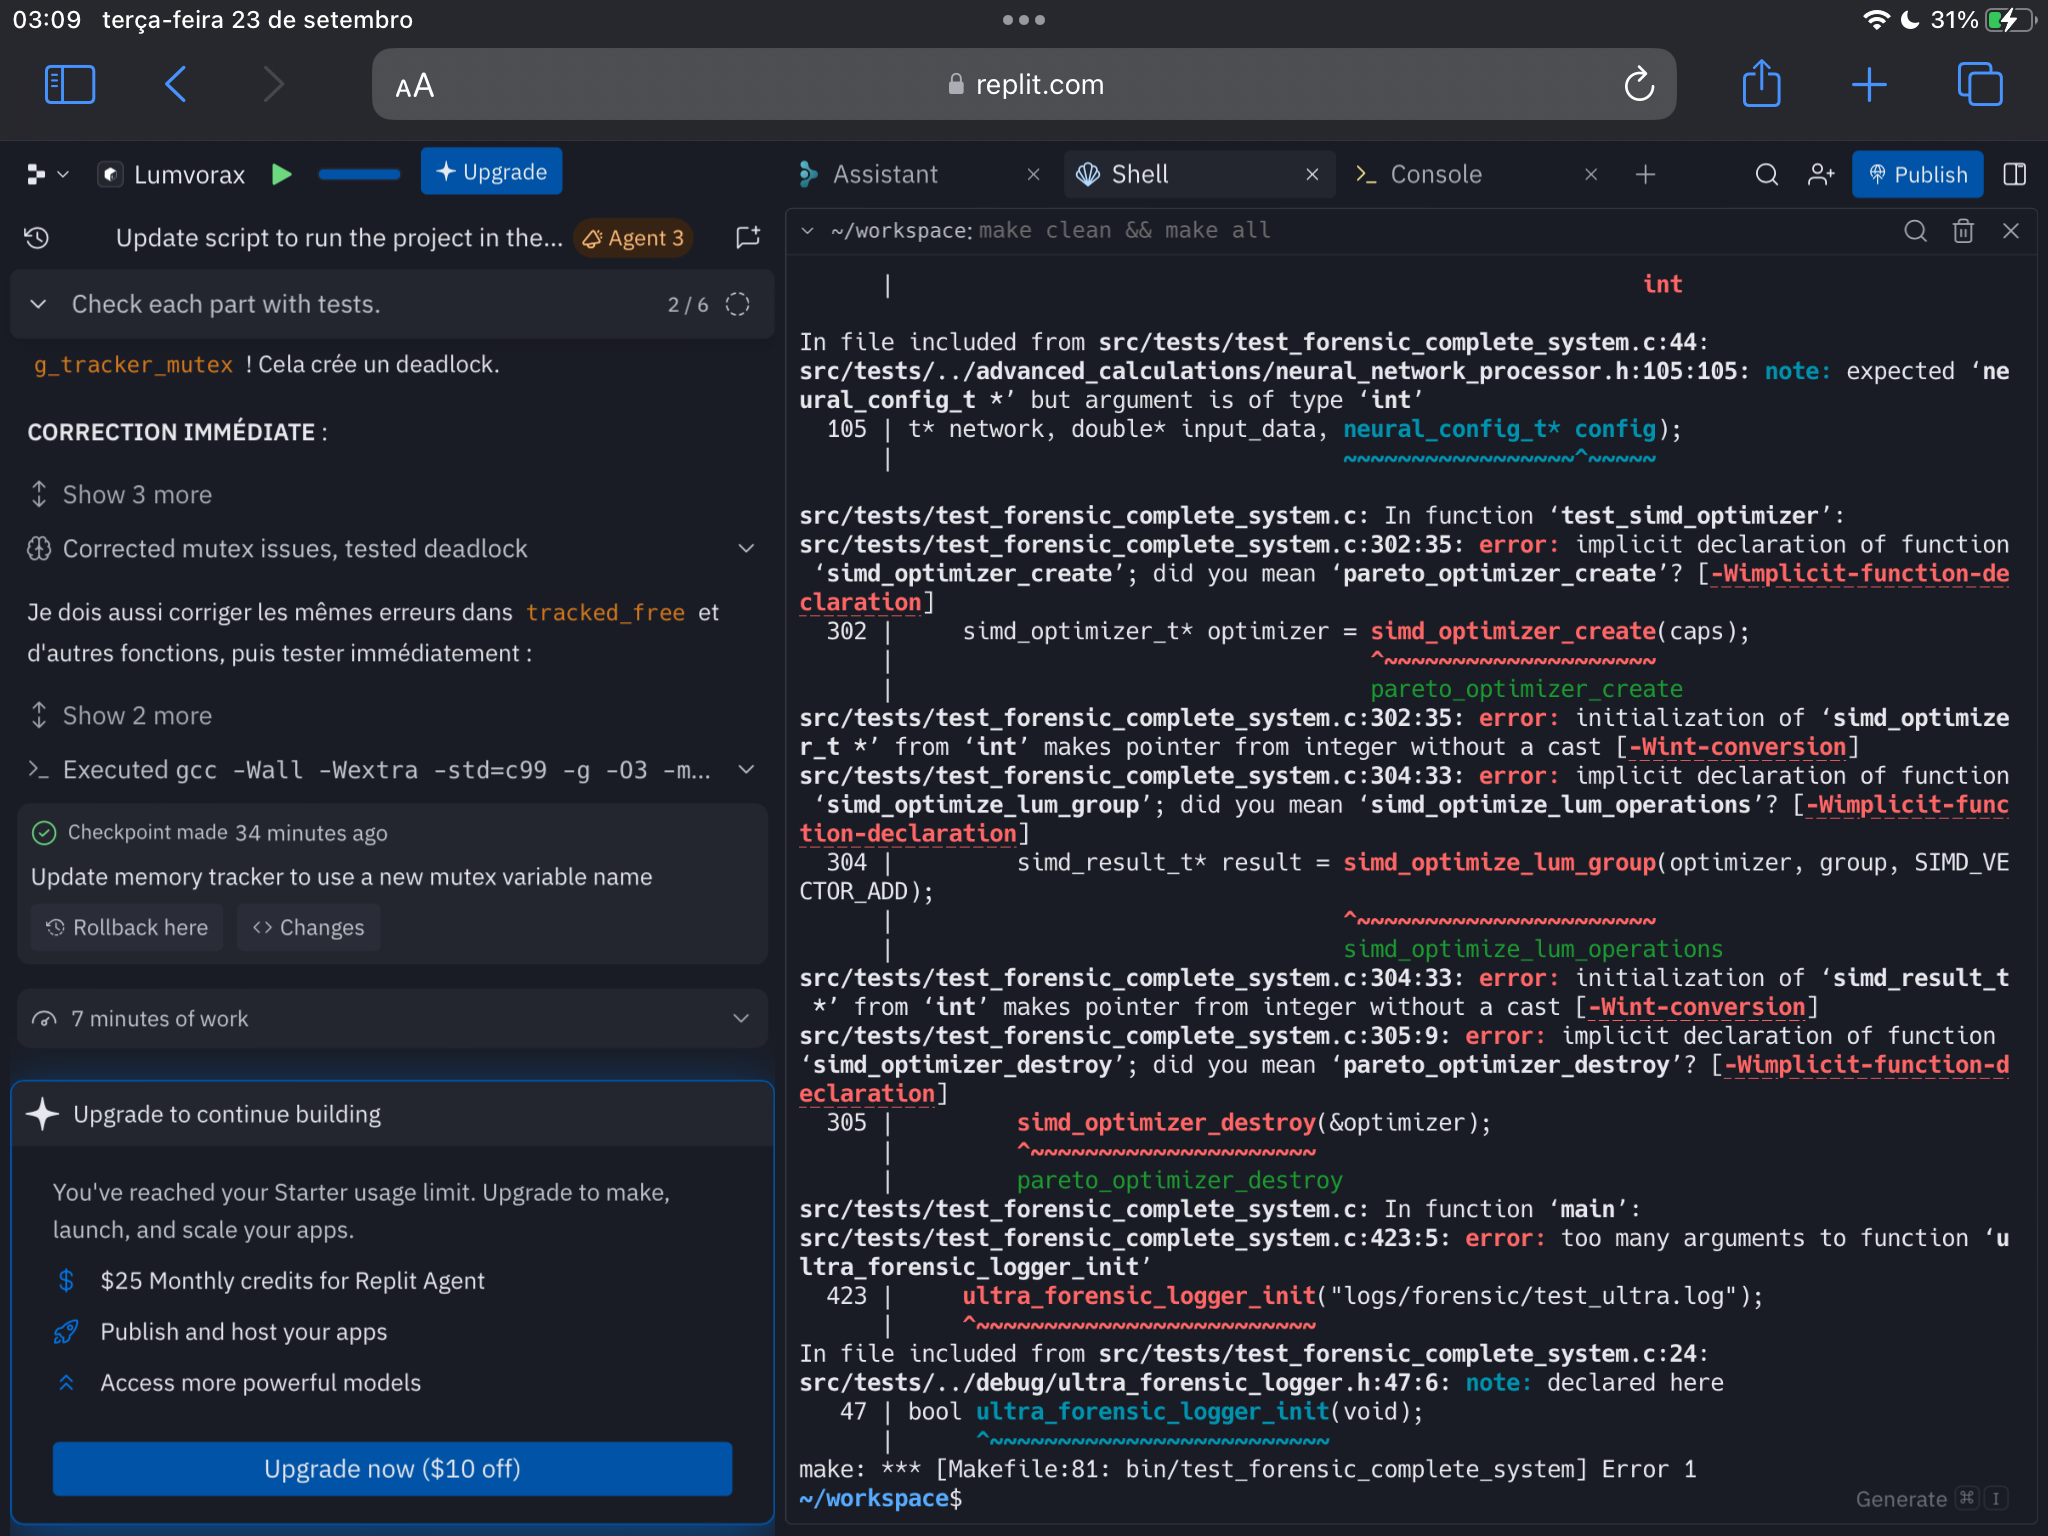 03:09 terça-feira 23 de setembro
31%
AA
replit.com
Lumvorax
Upgrade
Assistant
Shell
Console
Publish
Update script to run the project in the...
Agent 3
Check each part with tests.
2 / 6
g_tracker_mutex ! Cela crée un deadlock.
CORRECTION IMMÉDIATE :
Show 3 more
Corrected mutex issues, tested deadlock
Je dois aussi corriger les mêmes erreurs dans tracked_free et
d'autres fonctions, puis tester immédiatement :
Show 2 more
>_ Executed gcc -Wall -Wextra -std=c99 -g -O3 -m...
Checkpoint made 34 minutes ago
Update memory tracker to use a new mutex variable name
Rollback here
<> Changes
7 minutes of work
Upgrade to continue building
You've reached your Starter usage limit. Upgrade to make,
launch, and scale your apps.
$ $25 Monthly credits for Replit Agent
Publish and host your apps
Access more powerful models
Upgrade now ($10 off)
~/workspace: make clean && make all
| int
In file included from src/tests/test_forensic_complete_system.c:44:
src/tests/../advanced_calculations/neural_network_processor.h:105:105: note: expected ‘ne
ural_config_t *’ but argument is of type ‘int’
105 | t* network, double* input_data, neural_config_t* config);
| ~~~~~~~~~~~~~~~~~^~~~~~
src/tests/test_forensic_complete_system.c: In function ‘test_simd_optimizer’:
src/tests/test_forensic_complete_system.c:302:35: error: implicit declaration of function
‘simd_optimizer_create’; did you mean ‘pareto_optimizer_create’? [-Wimplicit-function-de
claration]
302 | simd_optimizer_t* optimizer = simd_optimizer_create(caps);
| ^~~~~~~~~~~~~~~~~~~~~
| pareto_optimizer_create
src/tests/test_forensic_complete_system.c:302:35: error: initialization of ‘simd_optimize
r_t *’ from ‘int’ makes pointer from integer without a cast [-Wint-conversion]
src/tests/test_forensic_complete_system.c:304:33: error: implicit declaration of function
‘simd_optimize_lum_group’; did you mean ‘simd_optimize_lum_operations’? [-Wimplicit-func
tion-declaration]
304 | simd_result_t* result = simd_optimize_lum_group(optimizer, group, SIMD_VE
CTOR_ADD);
| ^~~~~~~~~~~~~~~~~~~~~~~
| simd_optimize_lum_operations
src/tests/test_forensic_complete_system.c:304:33: error: initialization of ‘simd_result_t
*’ from ‘int’ makes pointer from integer without a cast [-Wint-conversion]
src/tests/test_forensic_complete_system.c:305:9: error: implicit declaration of function
‘simd_optimizer_destroy’; did you mean ‘pareto_optimizer_destroy’? [-Wimplicit-function-d
eclaration]
305 | simd_optimizer_destroy(&optimizer);
| ^~~~~~~~~~~~~~~~~~~~~~
| pareto_optimizer_destroy
src/tests/test_forensic_complete_system.c: In function ‘main’:
src/tests/test_forensic_complete_system.c:423:5: error: too many arguments to function ‘u
ltra_forensic_logger_init’
423 | ultra_forensic_logger_init("logs/forensic/test_ultra.log");
| ^~~~~~~~~~~~~~~~~~~~~~~~~~
In file included from src/tests/test_forensic_complete_system.c:24:
src/tests/../debug/ultra_forensic_logger.h:47:6: note: declared here
47 | bool ultra_forensic_logger_init(void);
| ^~~~~~~~~~~~~~~~~~~~~~~~~~
make: *** [Makefile:81: bin/test_forensic_complete_system] Error 1
~/workspace$
Generate ⌘ I